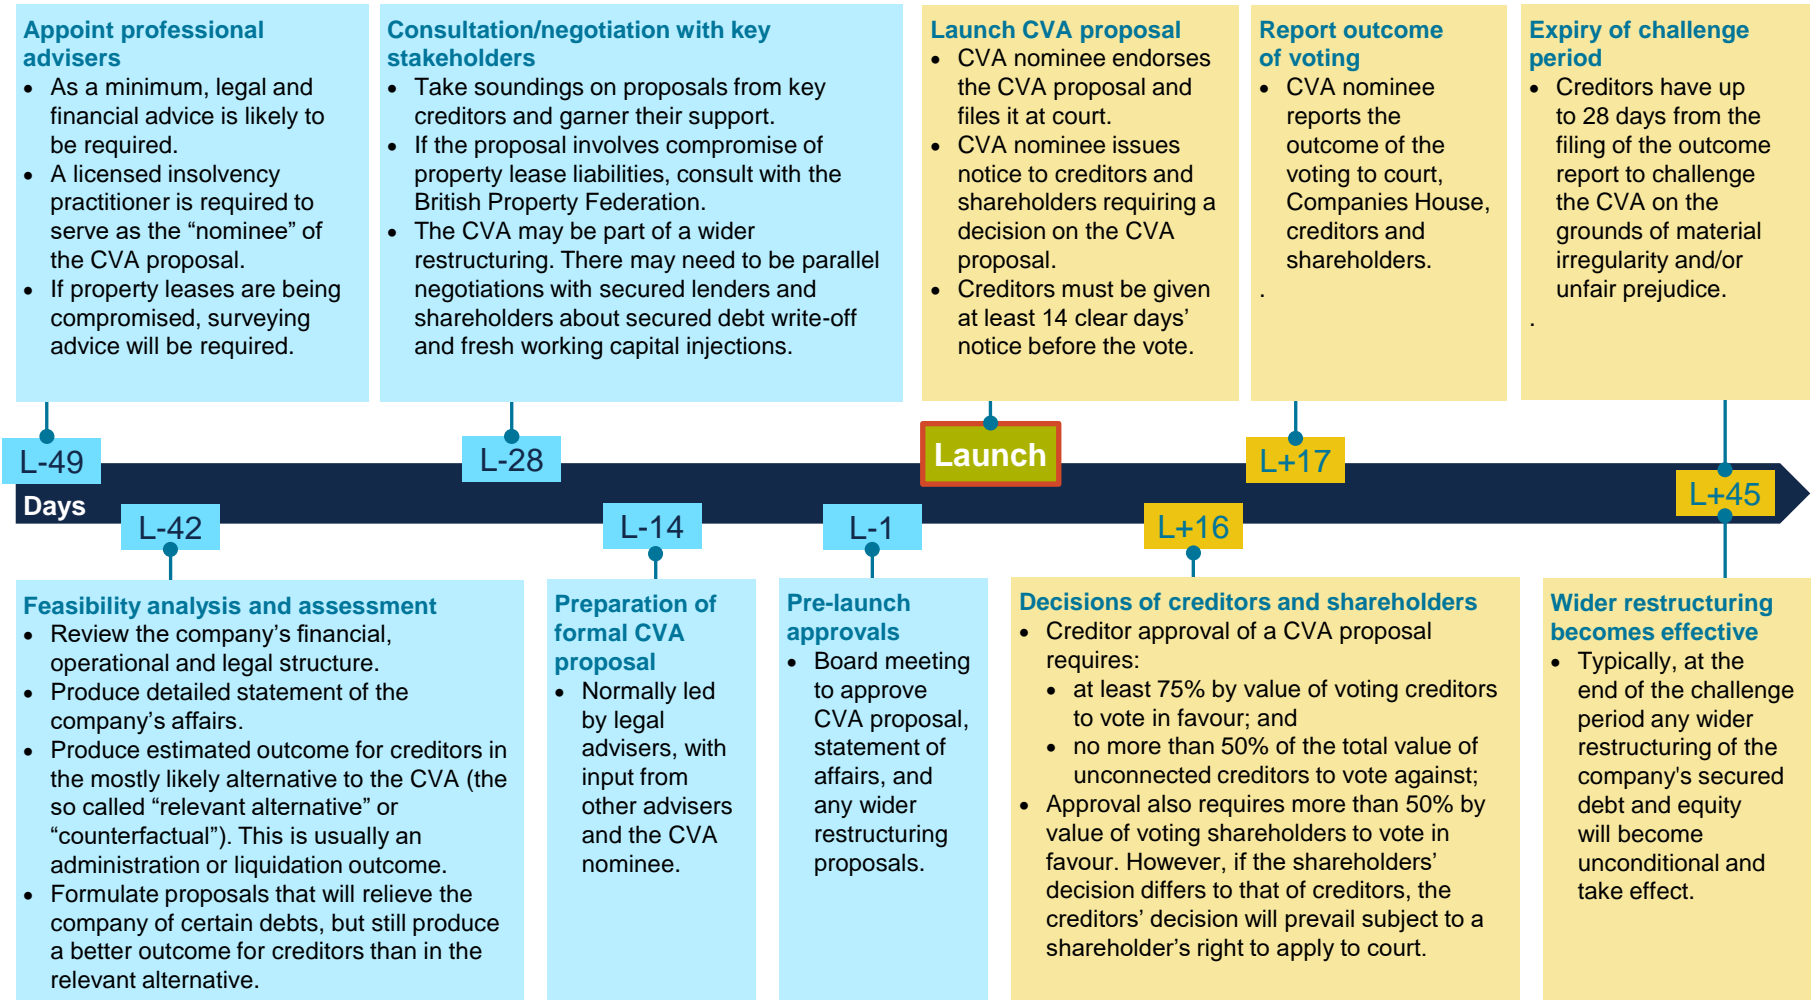 Appoint professional
advisers
• As a minimum, legal and
financial advice is likely to
be required.
• A licensed insolvency
practitioner is required to
serve as the “nominee” of
the CVA proposal.
• If property leases are being
compromised, surveying
advice will be required.
Consultation/negotiation with key
stakeholders
• Take soundings on proposals from key
creditors and garner their support.
• If the proposal involves compromise of
property lease liabilities, consult with the
British Property Federation.
• The CVA may be part of a wider
restructuring. There may need to be parallel
negotiations with secured lenders and
shareholders about secured debt write-off
and fresh working capital injections.
Launch CVA proposal
• CVA nominee endorses
the CVA proposal and
files it at court.
• CVA nominee issues
notice to creditors and
shareholders requiring a
decision on the CVA
proposal.
• Creditors must be given
at least 14 clear days’
notice before the vote.
Report outcome
of voting
• CVA nominee
reports the
outcome of the
voting to court,
Companies House,
creditors and
shareholders.
.
Expiry of challenge
period
• Creditors have up
to 28 days from the
filing of the outcome
report to challenge
the CVA on the
grounds of material
irregularity and/or
unfair prejudice.
.
L-49
L-28
Launch
L+17
L+45
Days
L-42
L-14
L-1
L+16
Feasibility analysis and assessment
• Review the company’s financial,
operational and legal structure.
• Produce detailed statement of the
company’s affairs.
• Produce estimated outcome for creditors in
the mostly likely alternative to the CVA (the
so called “relevant alternative” or
“counterfactual”). This is usually an
administration or liquidation outcome.
• Formulate proposals that will relieve the
company of certain debts, but still produce
a better outcome for creditors than in the
relevant alternative.
Preparation of
formal CVA
proposal
• Normally led
by legal
advisers, with
input from
other advisers
and the CVA
nominee.
Pre-launch
approvals
• Board meeting
to approve
CVA proposal,
statement of
affairs, and
any wider
restructuring
proposals.
Decisions of creditors and shareholders
• Creditor approval of a CVA proposal
requires:
• at least 75% by value of voting creditors
to vote in favour; and
• no more than 50% of the total value of
unconnected creditors to vote against;
• Approval also requires more than 50% by
value of voting shareholders to vote in
favour. However, if the shareholders’
decision differs to that of creditors, the
creditors’ decision will prevail subject to a
shareholder’s right to apply to court.
Wider restructuring
becomes effective
• Typically, at the
end of the challenge
period any wider
restructuring of the
company's secured
debt and equity
will become
unconditional and
take effect.